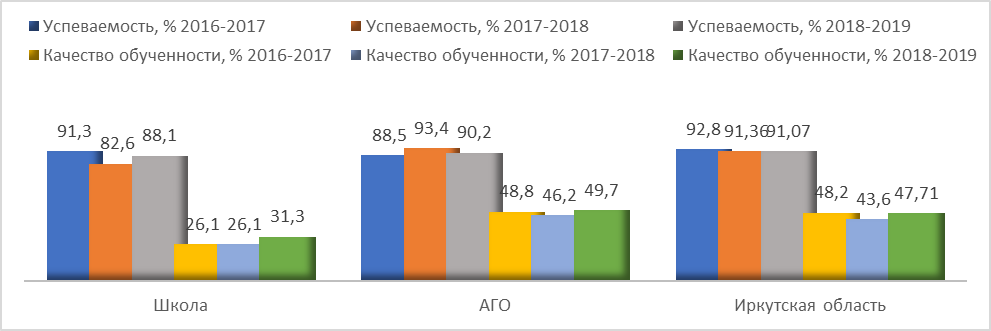 Успеваемость, % 2016-2017 Успеваемость, % 2017-2018 Успеваемость, % 2018-2019
Качество обученности, % 2016-2017 Качество обученности, % 2017-2018 Качество обученности, % 2018-2019
91,3 82,6 88,1 26,1 26,1 31,3
88,5 93,4 90,2 48,8 46,2 49,7
92,8 91,36 91,07 48,2 43,6 47,71
Школа АГО Иркутская область